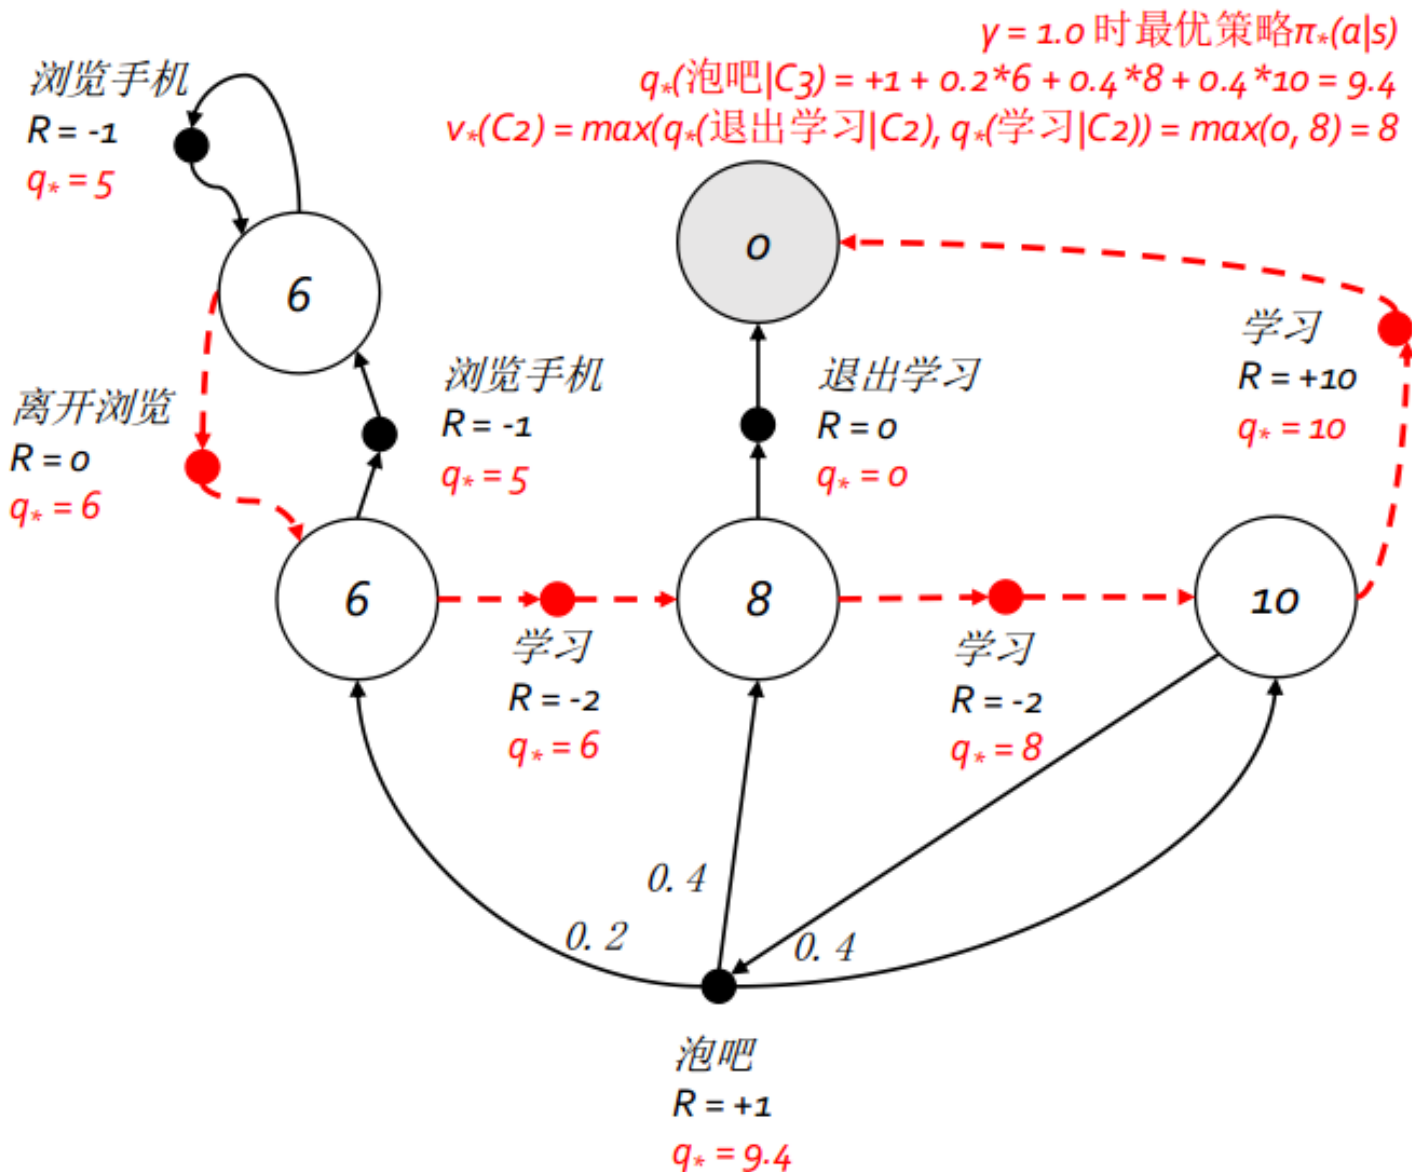 γ = 1.0 时最优策略π*(a|s)
q*(泡吧|C3) = +1 + 0.2*6 + 0.4*8 + 0.4*10 = 9.4
v*(C2) = max(q*(退出学习|C2), q*(学习|C2)) = max(0, 8) = 8
浏览手机
R = -1
q* = 5
6
0
离开浏览
R = 0
q* = 6
浏览手机
R = -1
q* = 5
退出学习
R = 0
q* = 0
学习
R = +10
q* = 10
6
8
10
学习
R = -2
q* = 6
学习
R = -2
q* = 8
0.2
0.4
0.4
泡吧
R = +1
q* = 9.4